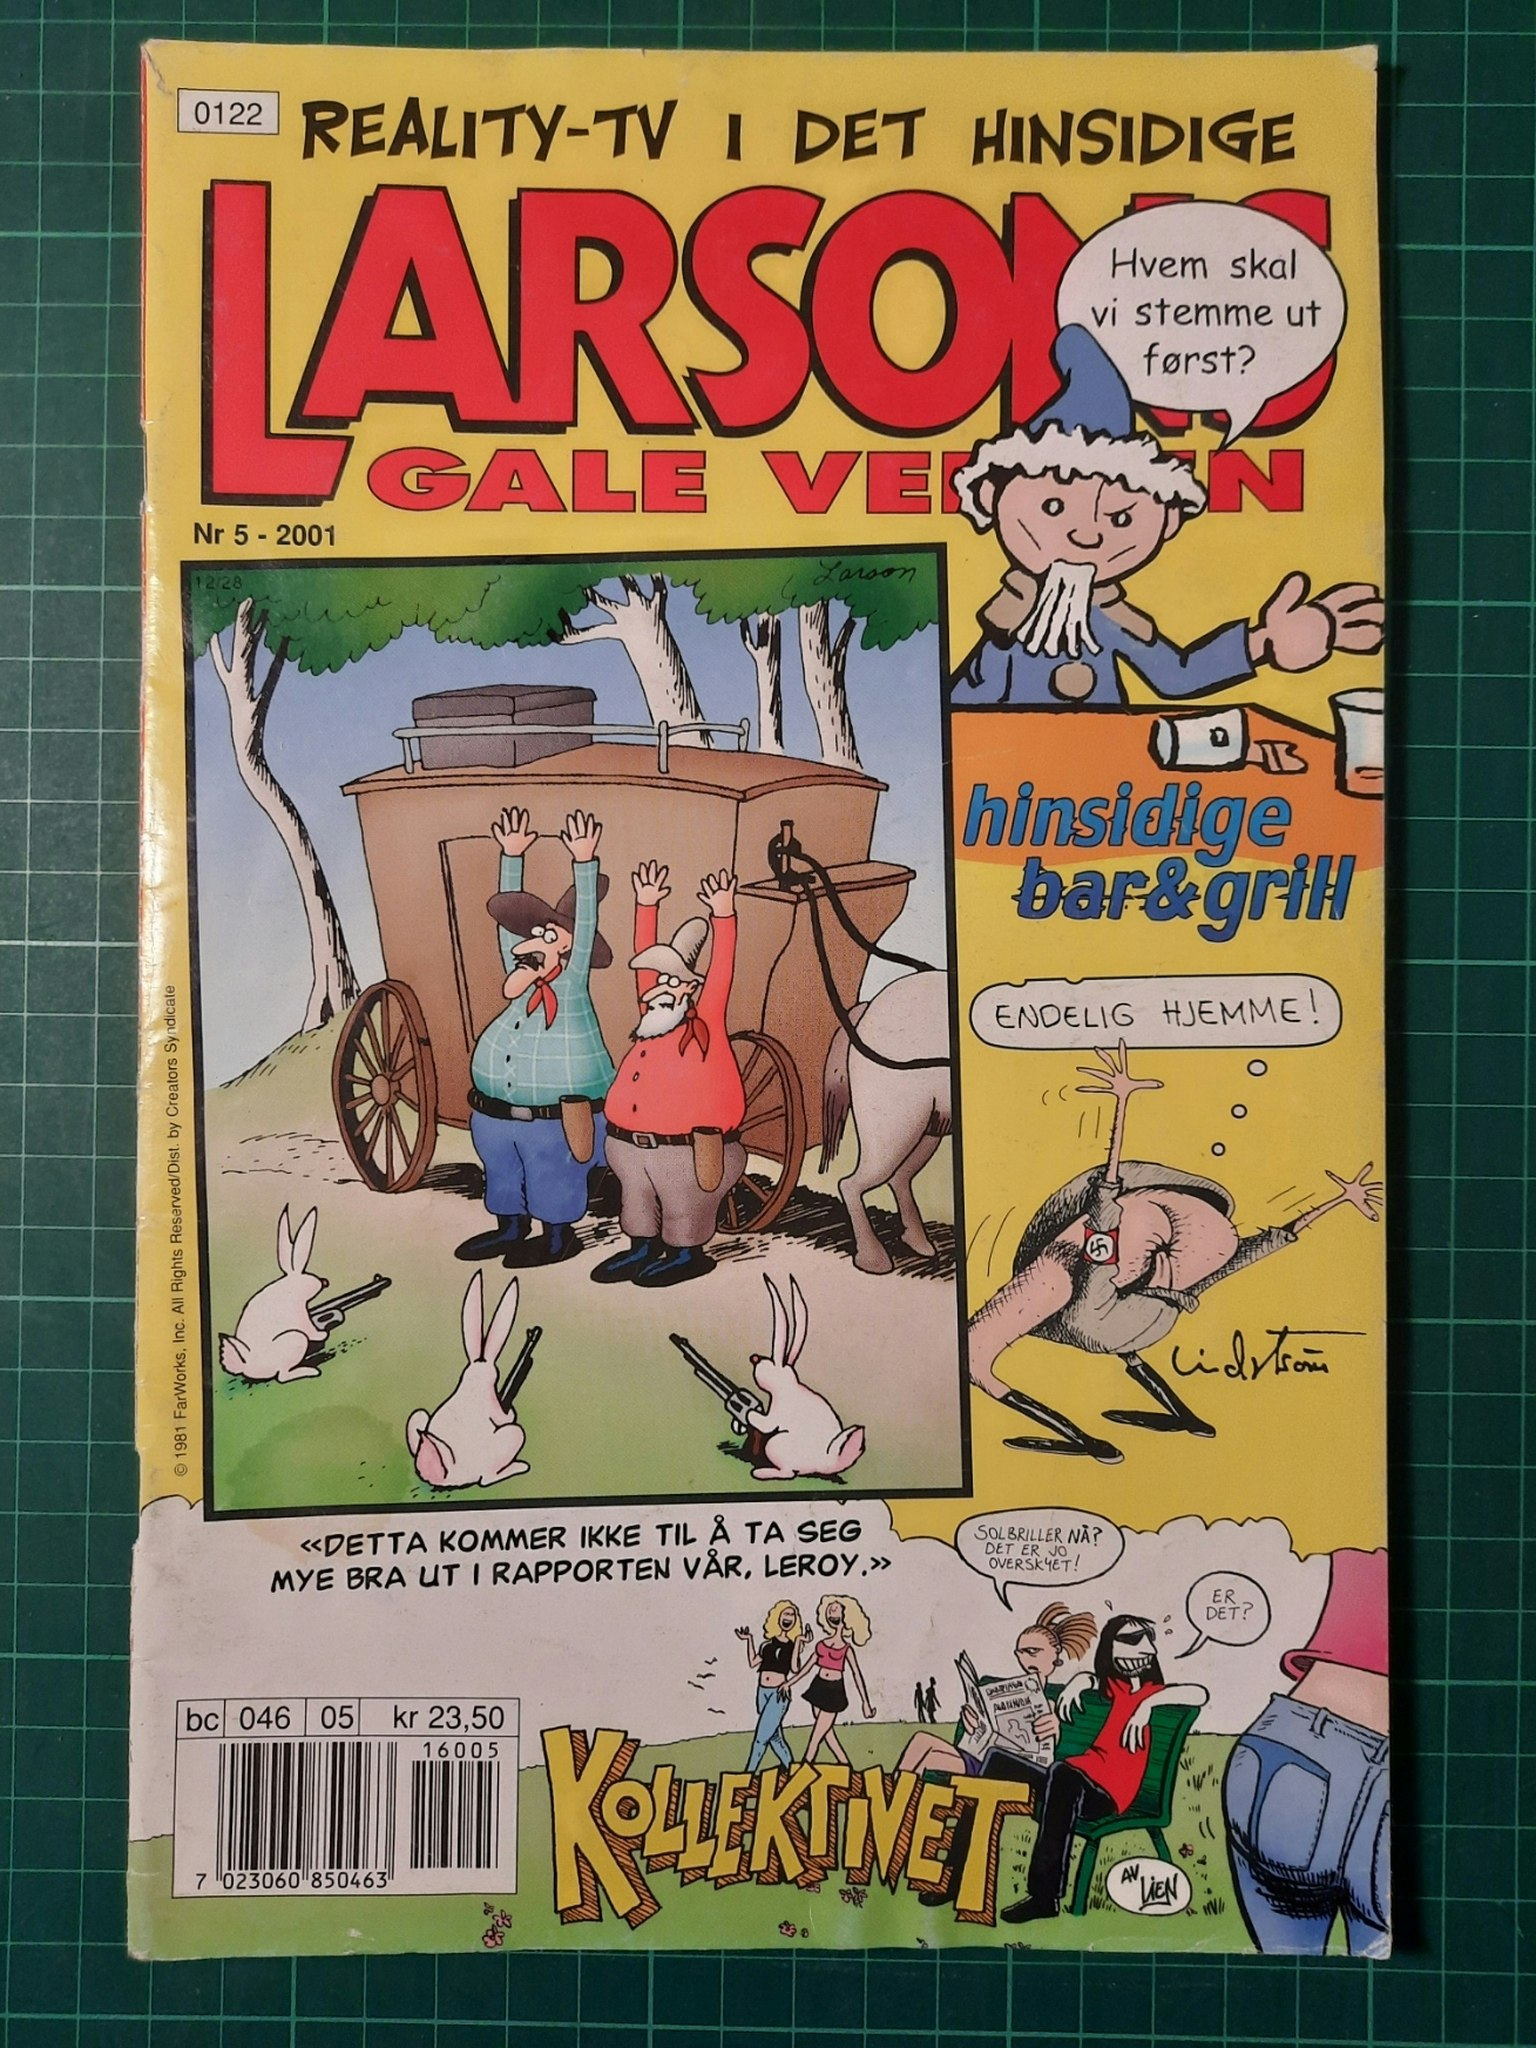 0122
REALITY-TV I DET HINSIDIGE
LARSONS
GALE VERDEN
Hvem skal
vi stemme ut
først?
Nr 5 - 2001
12/28
Larson
hinsidige
bar&grill
ENDELIG HJEMME!
Lindström
© 1981 FarWorks, Inc. All Rights Reserved/Dist. by Creators Syndicate
«DETTA KOMMER IKKE TIL Å TA SEG
MYE BRA UT I RAPPORTEN VÅR, LEROY.»
SOLBRILLER NÅ?
DET ER JO
OVERSKYET!
ER
DET?
bc 046 05 kr 23,50
16005
7 023060 850463
KOLLEKTIVET
AV
LIEN